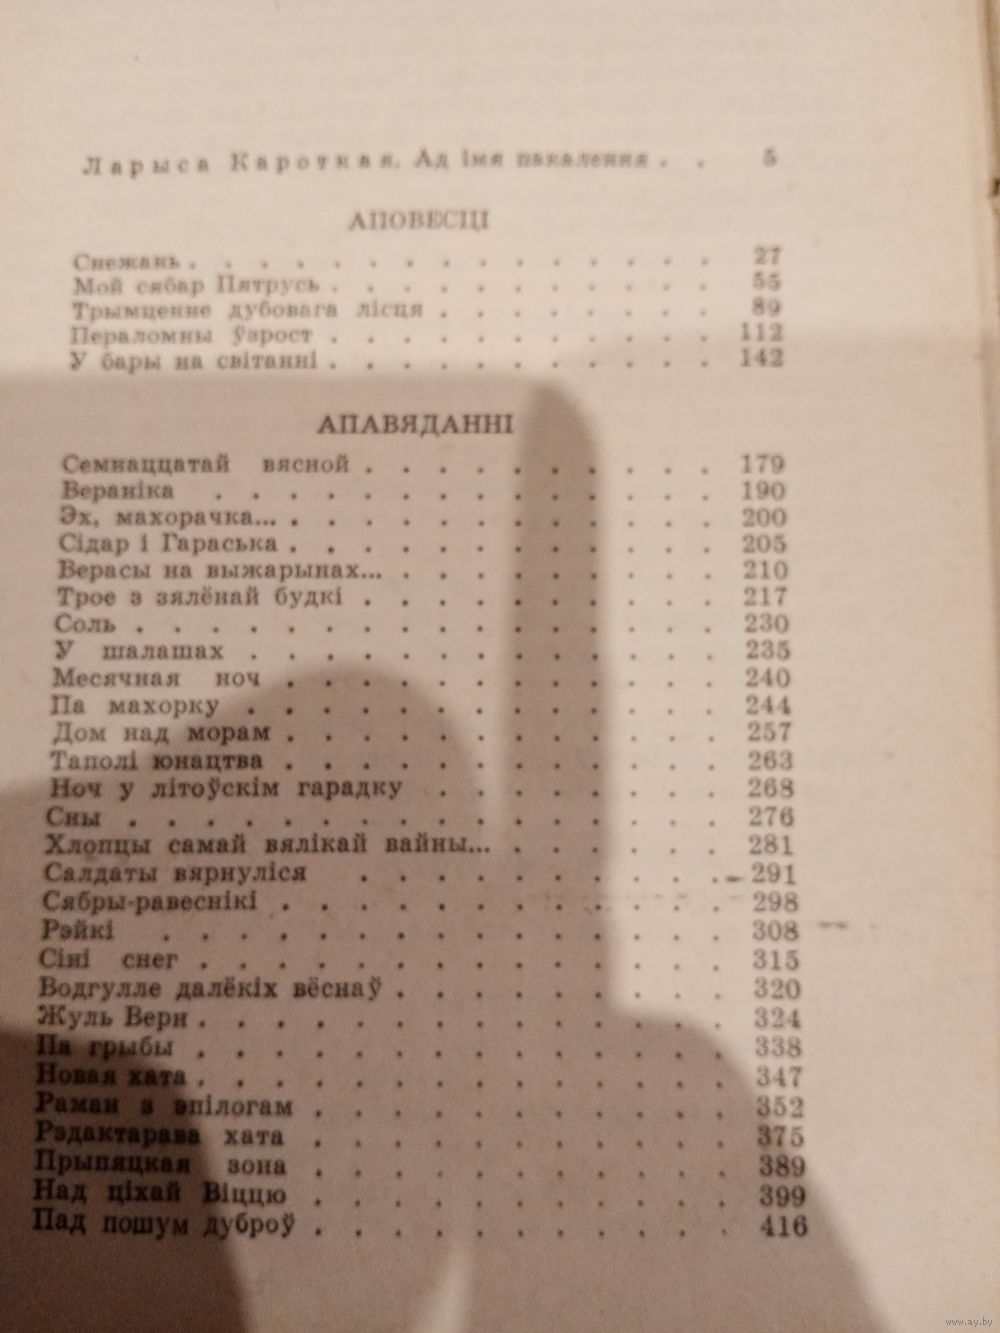 Ларыса Кароткая. Ад імя пакалення . . 5
АПОВЕСЦІ
Снежань . . . . . . . . . . . . . . 27
Мой сябар Пятрусь . . . . . . . . . . 55
Трымценне дубовага лісця . . . . . . . . 89
Пераломны ўзрост . . . . . . . . . . . 112
У бары на світанні . . . . . . . . . . . 142
АПАВЯДАННІ
Семнаццатай вясной . . . . . . . . . . 179
Вераніка . . . . . . . . . . . . . . 190
Эх, махорачка... . . . . . . . . . . . . 200
Сідар і Гараська . . . . . . . . . . . . 205
Верасы на выжарынах... . . . . . . . . . 210
Трое з зялёнай будкі . . . . . . . . . . 217
Соль . . . . . . . . . . . . . . . . 230
У шалашах . . . . . . . . . . . . . 235
Месячная ноч . . . . . . . . . . . . 240
Па махорку . . . . . . . . . . . . . 244
Дом над морам . . . . . . . . . . . . 257
Таполі юнацтва . . . . . . . . . . . . 263
Ноч у літоўскім гарадку . . . . . . . . 268
Сны . . . . . . . . . . . . . . . . 276
Хлопцы самай вялікай вайны... . . . . . . 281
Салдаты вярнуліся . . . . . . . . . . 291
Сябры-равеснікі . . . . . . . . . . . . 298
Рэйкі . . . . . . . . . . . . . . . 308
Сіні снег . . . . . . . . . . . . . . 315
Водгулле далёкіх вёснаў . . . . . . . . . 320
Жуль Верн . . . . . . . . . . . . . . 324
Па грыбы . . . . . . . . . . . . . . 338
Новая хата . . . . . . . . . . . . . . 347
Раман з эпілогам . . . . . . . . . . . 352
Рэдактарава хата . . . . . . . . . . . 375
Прыпяцкая зона . . . . . . . . . . . 389
Над ціхай Віццю . . . . . . . . . . . 399
Пад пошум дуброў . . . . . . . . . . . 416
www.ay.by